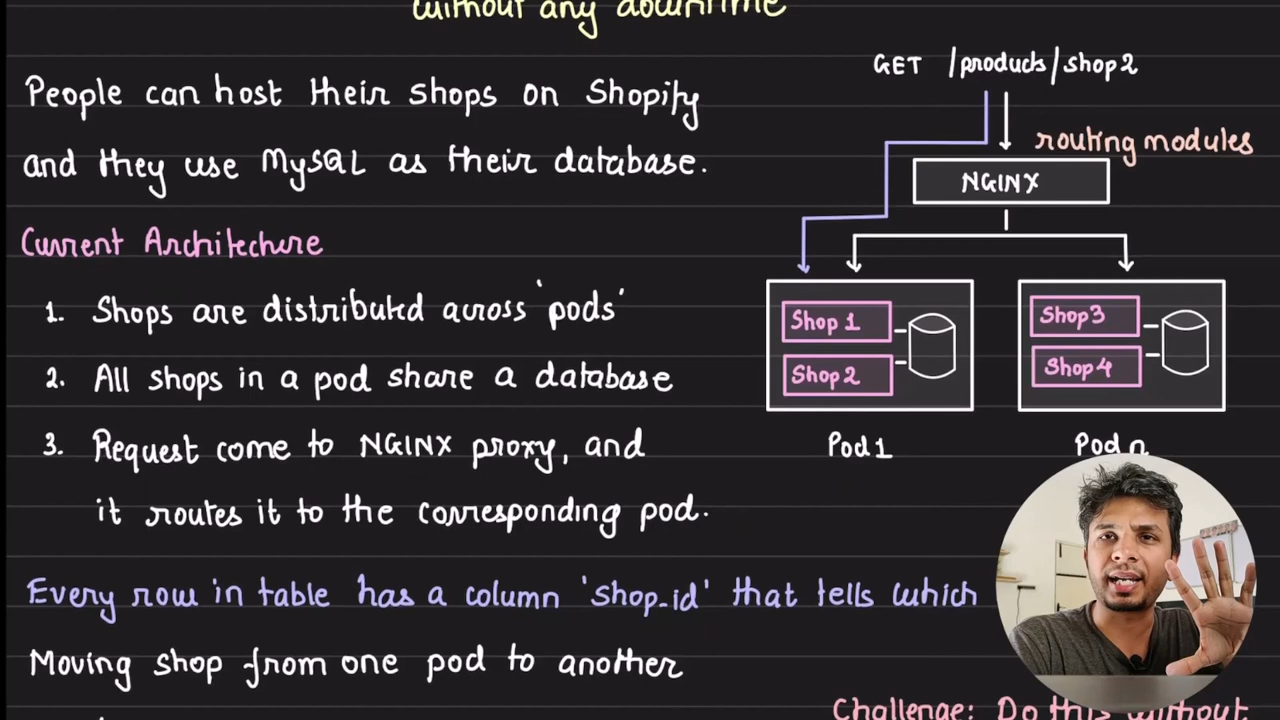 without any downtime
People can host their shops on Shopify
and they use MySQL as their database.
Current Architecture
1. Shops are distributed across 'pods'
2. All shops in a pod share a database
3. Request come to NGINX proxy, and
it routes it to the corresponding pod.
Every row in table has a column 'shop_id' that tells which
Moving shop from one pod to another
GET /products/shop2
routing modules
NGINX
Shop 1
Shop2
Pod 1
Shop3
Shop4
Pod n
Challenge: Do this without